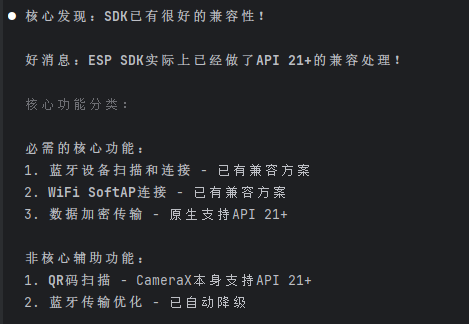 ● 核心发现：SDK已有很好的兼容性！
好消息：ESP SDK实际上已经做了API 21+的兼容处理！
核心功能分类：
必需的核心功能：
1. 蓝牙设备扫描和连接 - 已有兼容方案
2. WiFi SoftAP连接 - 已有兼容方案
3. 数据加密传输 - 原生支持API 21+
非核心辅助功能：
1. QR码扫描 - CameraX本身支持API 21+
2. 蓝牙传输优化 - 已自动降级